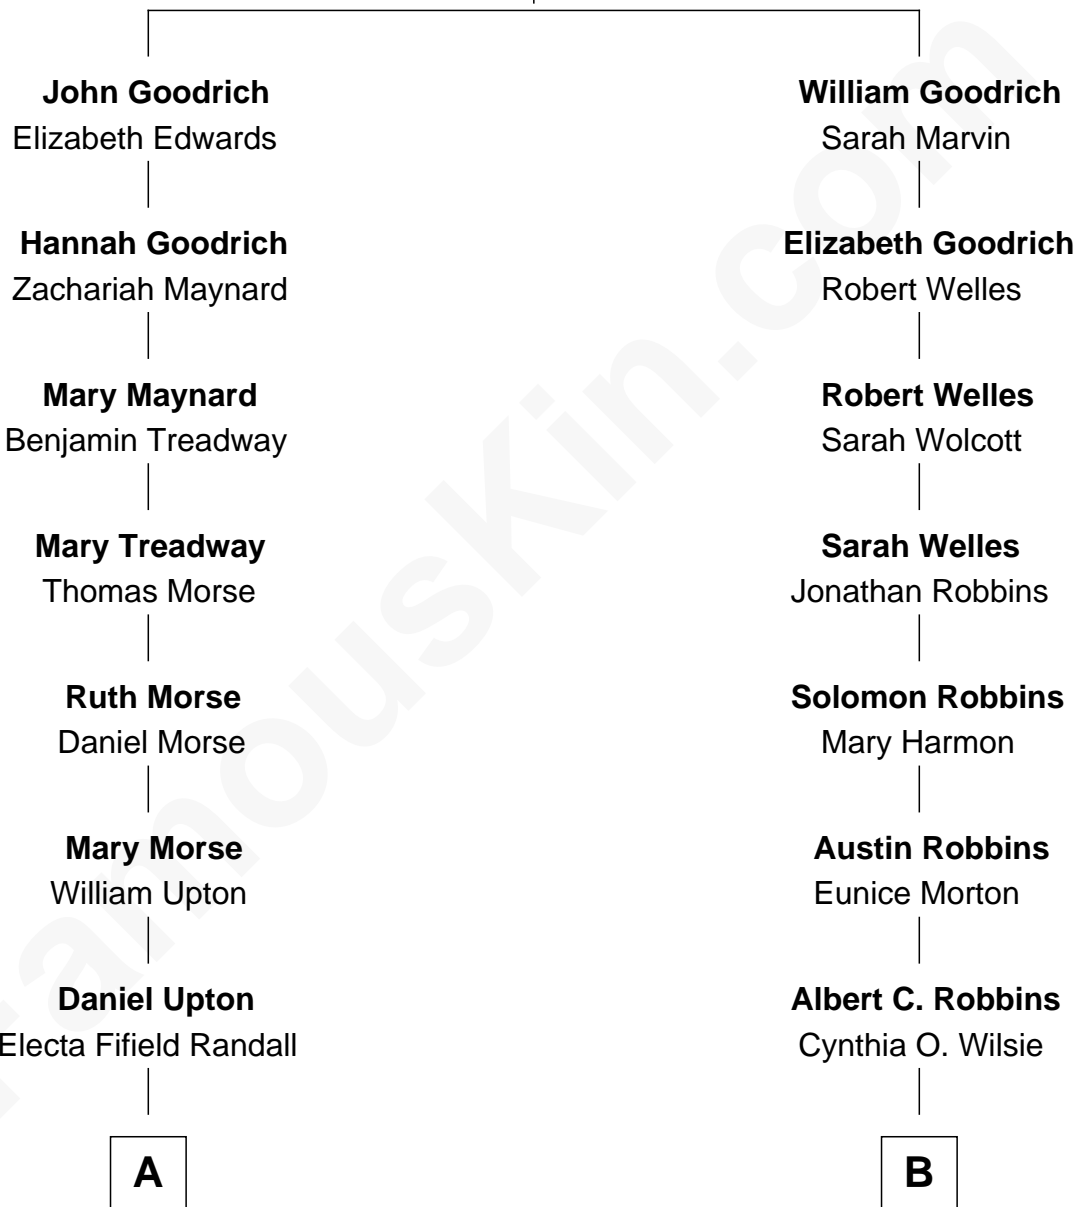 John Goodrich
Elizabeth Edwards
Hannah Goodrich
Zachariah Maynard
Mary Maynard
Benjamin Treadway
Mary Treadway
Thomas Morse
Ruth Morse
Daniel Morse
Mary Morse
William Upton
Daniel Upton
Electa Fifield Randall
A
William Goodrich
Sarah Marvin
Elizabeth Goodrich
Robert Welles
Robert Welles
Sarah Wolcott
Sarah Welles
Jonathan Robbins
Solomon Robbins
Mary Harmon
Austin Robbins
Eunice Morton
Albert C. Robbins
Cynthia O. Wilsie
B
FamousKin.com